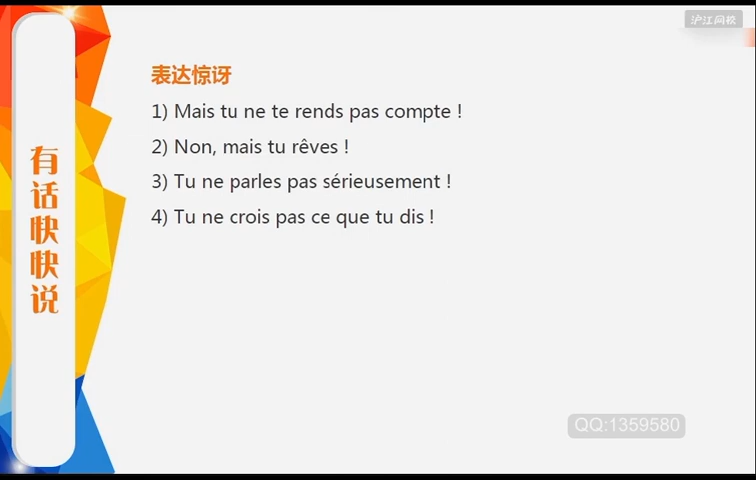 沪江网校
表达惊讶
1) Mais tu ne te rends pas compte !
2) Non, mais tu rêves !
3) Tu ne parles pas sérieusement !
4) Tu ne crois pas ce que tu dis !
有话快快说
QQ:1359580